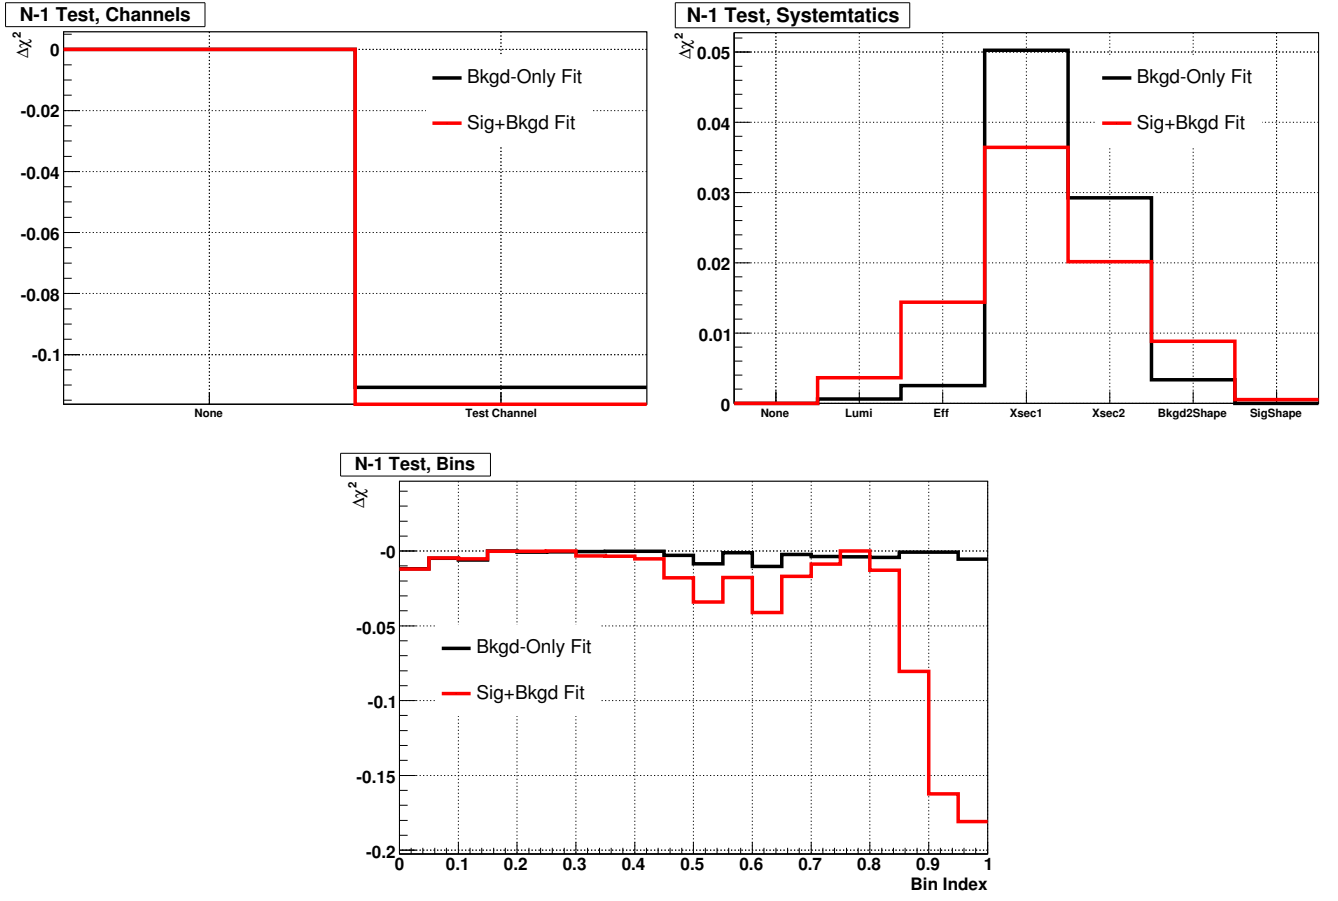 N-1 Test, Channels
Δχ²
0
-0.02
-0.04
-0.06
-0.08
-0.1
Bkgd-Only Fit
Sig+Bkgd Fit
None
Test Channel
N-1 Test, Systemtatics
Δχ²
0.05
0.04
0.03
0.02
0.01
0
Bkgd-Only Fit
Sig+Bkgd Fit
None
Lumi
Eff
Xsec1
Xsec2
Bkgd2Shape
SigShape
N-1 Test, Bins
Δχ²
-0
-0.05
-0.1
-0.15
-0.2
Bkgd-Only Fit
Sig+Bkgd Fit
0 0.1 0.2 0.3 0.4 0.5 0.6 0.7 0.8 0.9 1
Bin Index